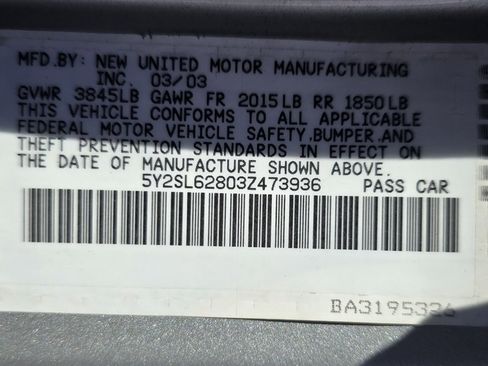 MFD.BY: NEW UNITED MOTOR MANUFACTURING
INC. 03/03
GVWR 3845LB GAWR FR 2015LB RR 1850LB
THIS VEHICLE CONFORMS TO ALL APPLICABLE
FEDERAL MOTOR VEHICLE SAFETY,BUMPER,AND
THEFT PREVENTION STANDARDS IN EFFECT ON
THE DATE OF MANUFACTURE SHOWN ABOVE.
5Y2SL62803Z473936 PASS CAR
BA3195326